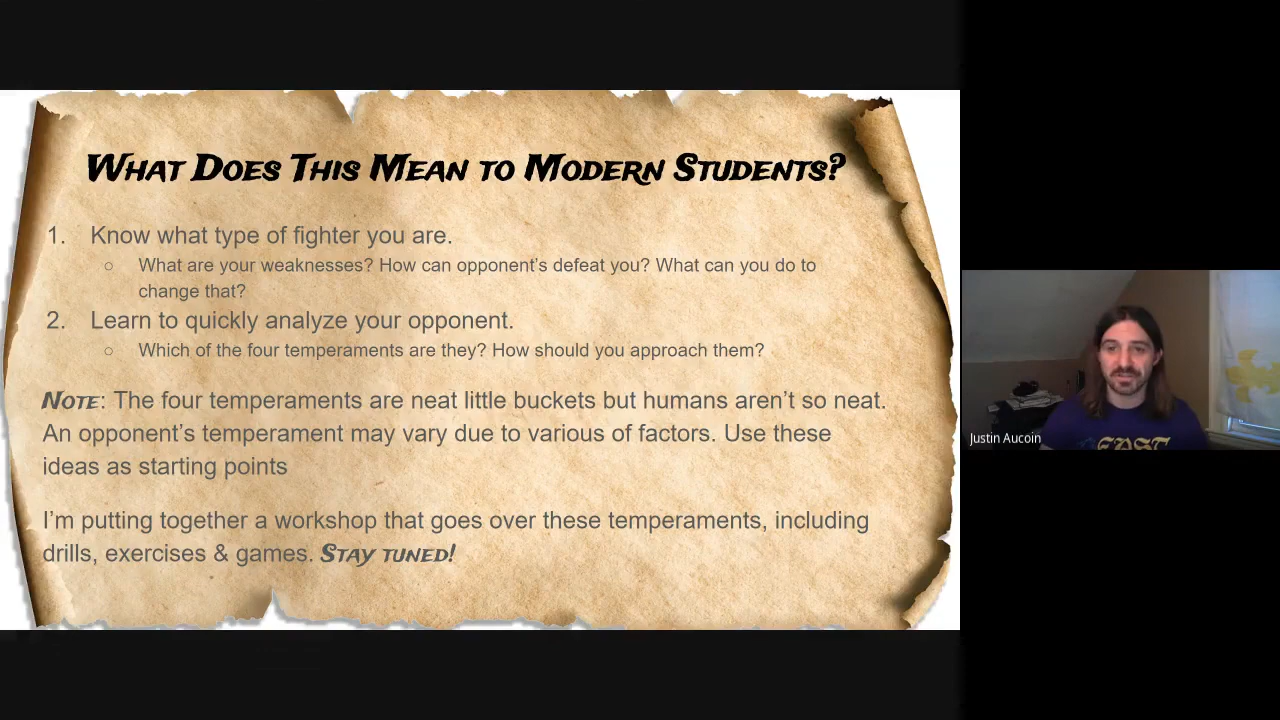 What Does This Mean to Modern Students?
1. Know what type of fighter you are.
○ What are your weaknesses? How can opponent's defeat you? What can you do to
change that?
2. Learn to quickly analyze your opponent.
○ Which of the four temperaments are they? How should you approach them?
Note: The four temperaments are neat little buckets but humans aren't so neat.
An opponent's temperament may vary due to various of factors. Use these
ideas as starting points
I'm putting together a workshop that goes over these temperaments, including
drills, exercises & games. Stay tuned!
Justin Aucoin
EAST